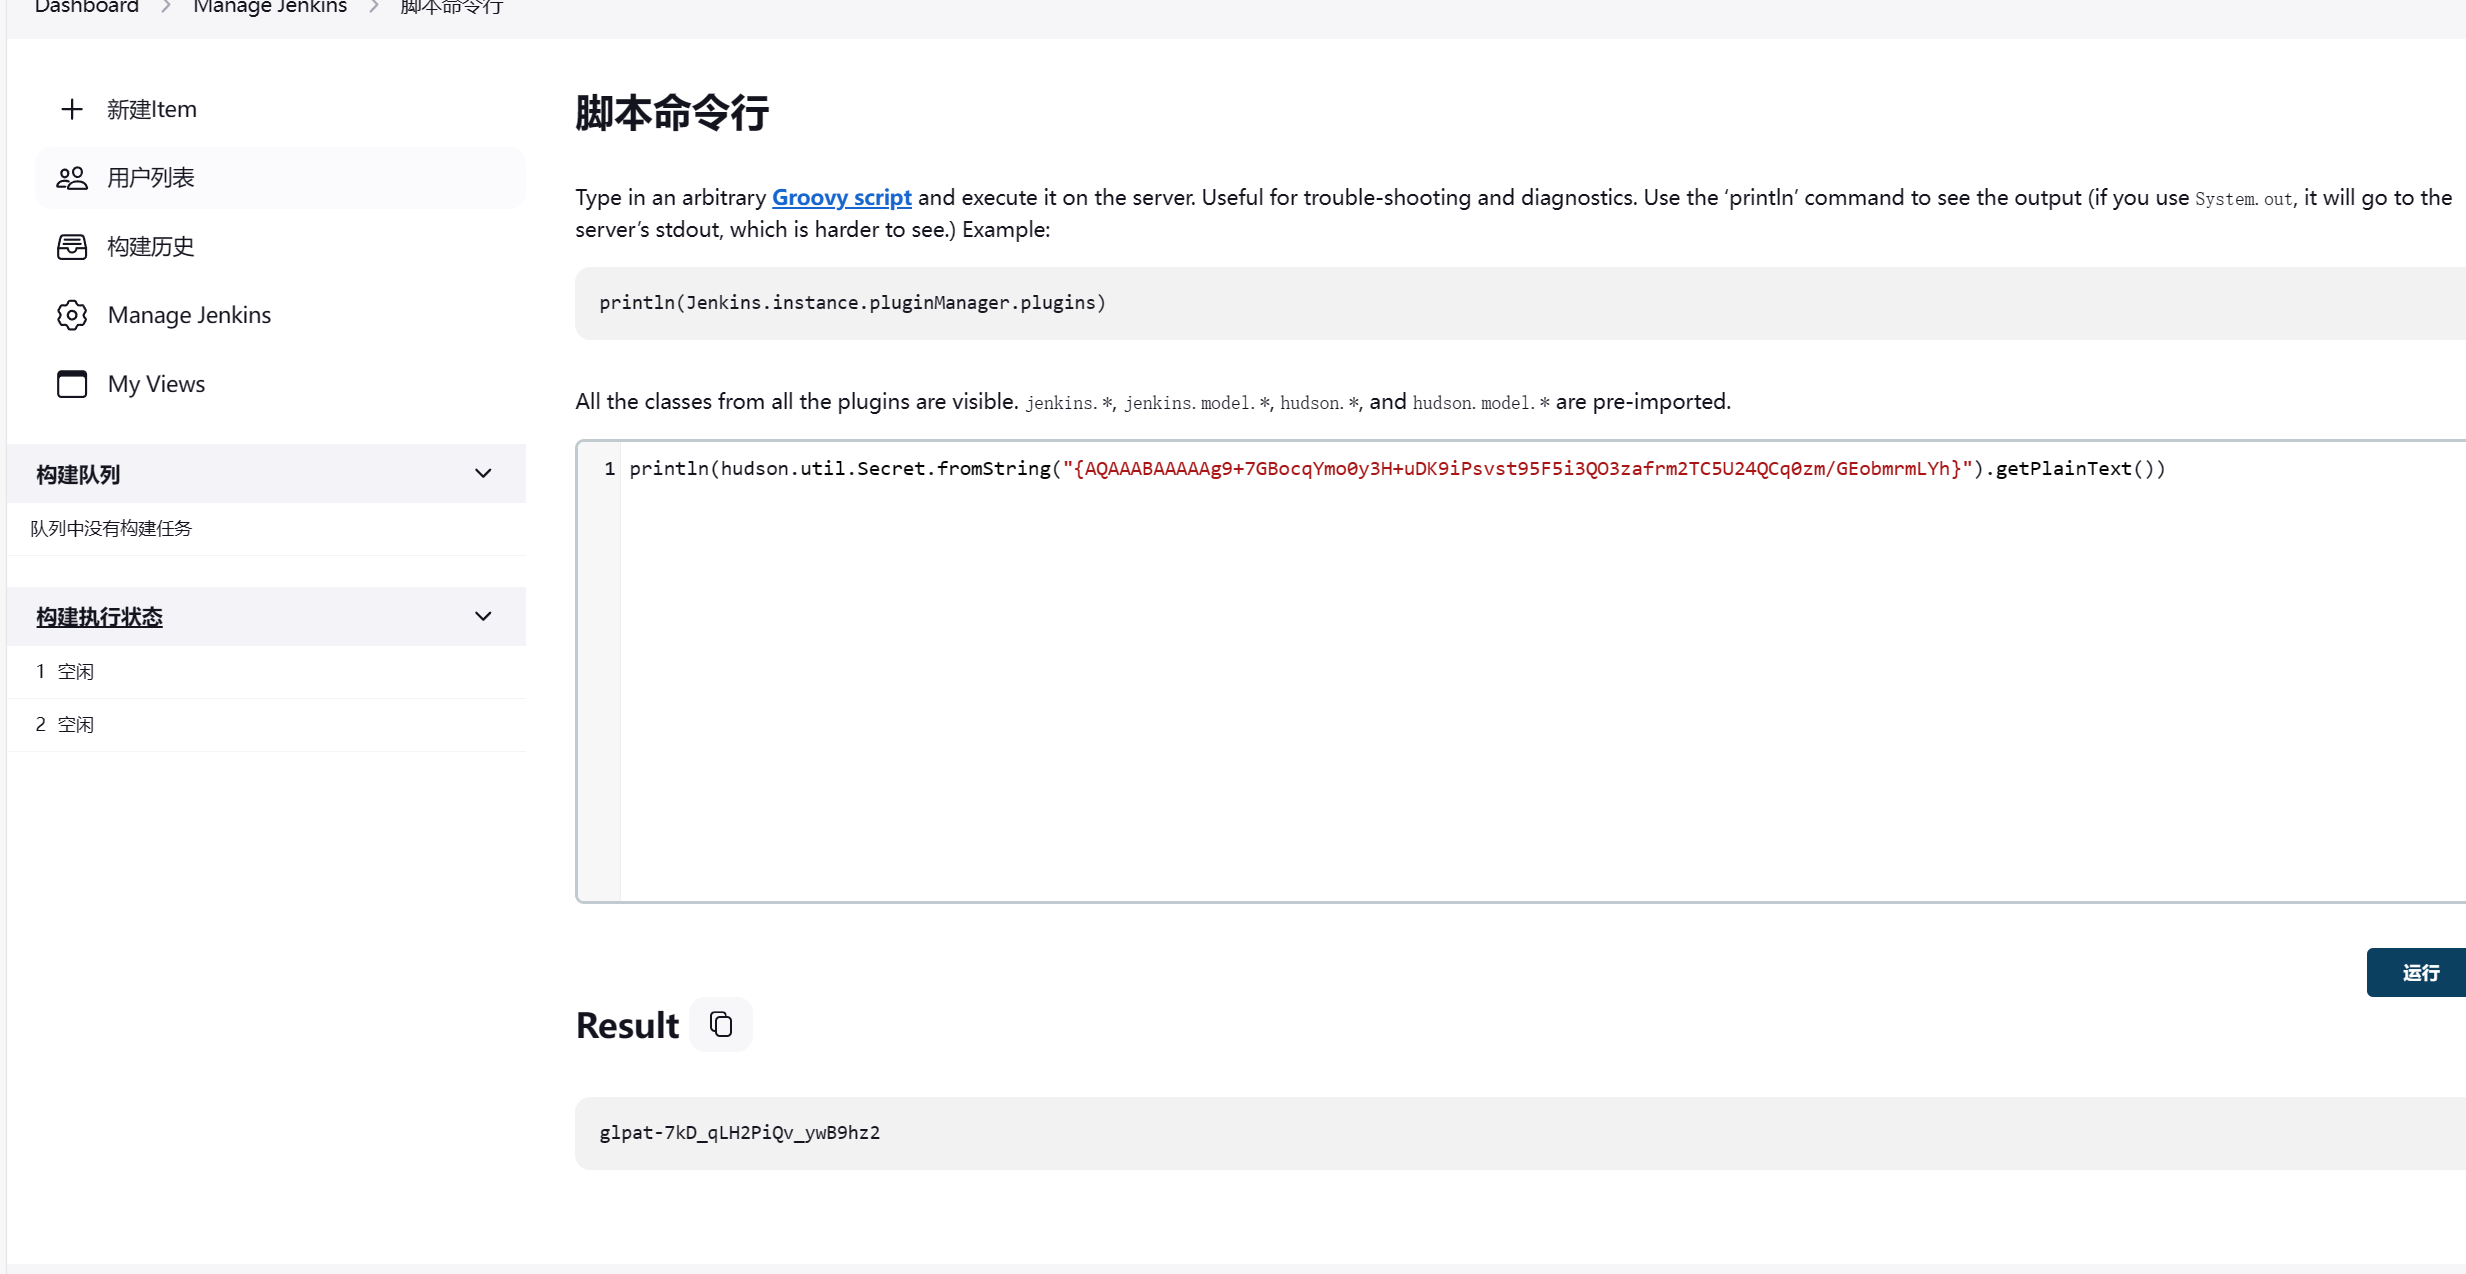 Dashboard > Manage Jenkins > 脚本命令行
新建Item
用户列表
构建历史
Manage Jenkins
My Views
构建队列
队列中没有构建任务
构建执行状态
1 空闲
2 空闲
脚本命令行
Type in an arbitrary Groovy script and execute it on the server. Useful for trouble-shooting and diagnostics. Use the ‘println’ command to see the output (if you use System.out, it will go to the
server’s stdout, which is harder to see.) Example:
println(Jenkins.instance.pluginManager.plugins)
All the classes from all the plugins are visible. jenkins.*, jenkins.model.*, hudson.*, and hudson.model.* are pre-imported.
1 println(hudson.util.Secret.fromString("{AQAAABAAAAAAg9+7GBocqYmo0y3H+uDK9iPsvst95F5i3QO3zafrm2TC5U24QCq0zm/GEobmrmLYh}").getPlainText())
运行
Result
glpat-7kD_qLH2PiQv_ywB9hz2